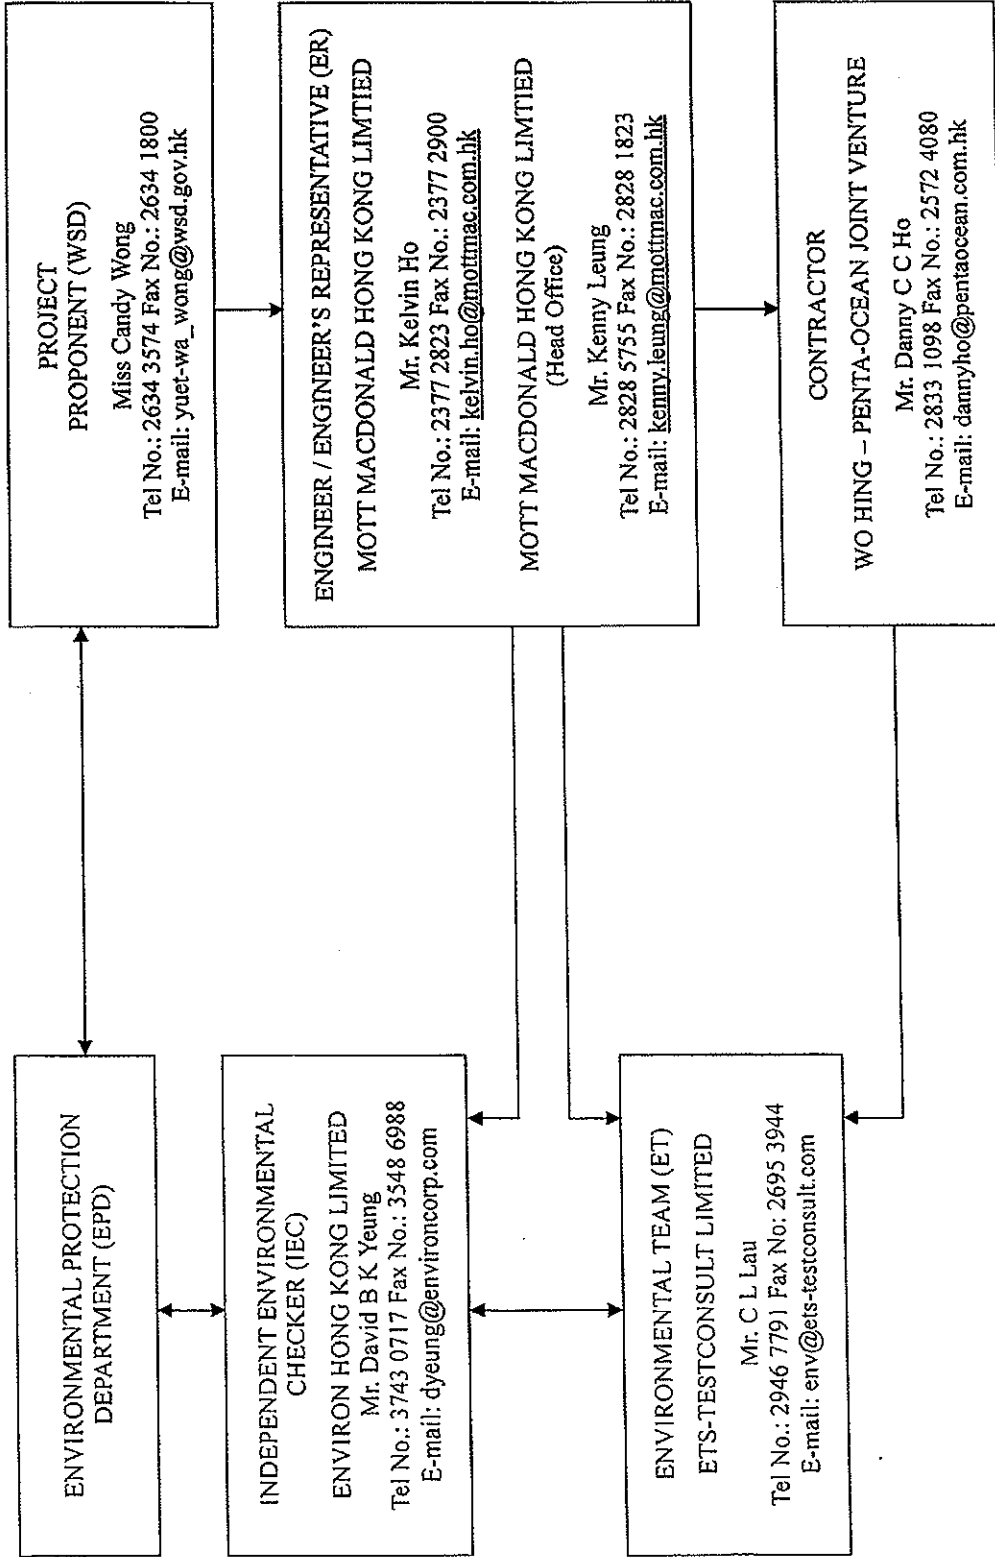 PROJECT
PROPONENT (WSD)
Miss Candy Wong
Tel No.: 2634 3574 Fax No.: 2634 1800
E-mail: yuet-wa_wong@wsd.gov.hk
ENGINEER / ENGINEER'S REPRESENTATIVE (ER)
MOTT MACDONALD HONG KONG LIMTIED
Mr. Kelvin Ho
Tel No.: 2377 2823 Fax No.: 2377 2900
E-mail: kelvin.ho@mottmac.com.hk
MOTT MACDONALD HONG KONG LIMTIED
(Head Office)
Mr. Kenny Leung
Tel No.: 2828 5755 Fax No.: 2828 1823
E-mail: kenny.leung@mottmac.com.hk
CONTRACTOR
WO HING – PENTA-OCEAN JOINT VENTURE
Mr. Danny C C Ho
Tel No.: 2833 1098 Fax No.: 2572 4080
E-mail: dannyho@pentaocean.com.hk
ENVIRONMENTAL PROTECTION
DEPARTMENT (EPD)
INDEPENDENT ENVIRONMENTAL
CHECKER (IEC)
ENVIRON HONG KONG LIMITED
Mr. David B K Yeung
Tel No.: 3743 0717 Fax No.: 3548 6988
E-mail: dyeung@environcorp.com
ENVIRONMENTAL TEAM (ET)
ETS-TESTCONSULT LIMITED
Mr. C L Lau
Tel No.: 2946 7791 Fax No: 2695 3944
E-mail: env@ets-testconsult.com